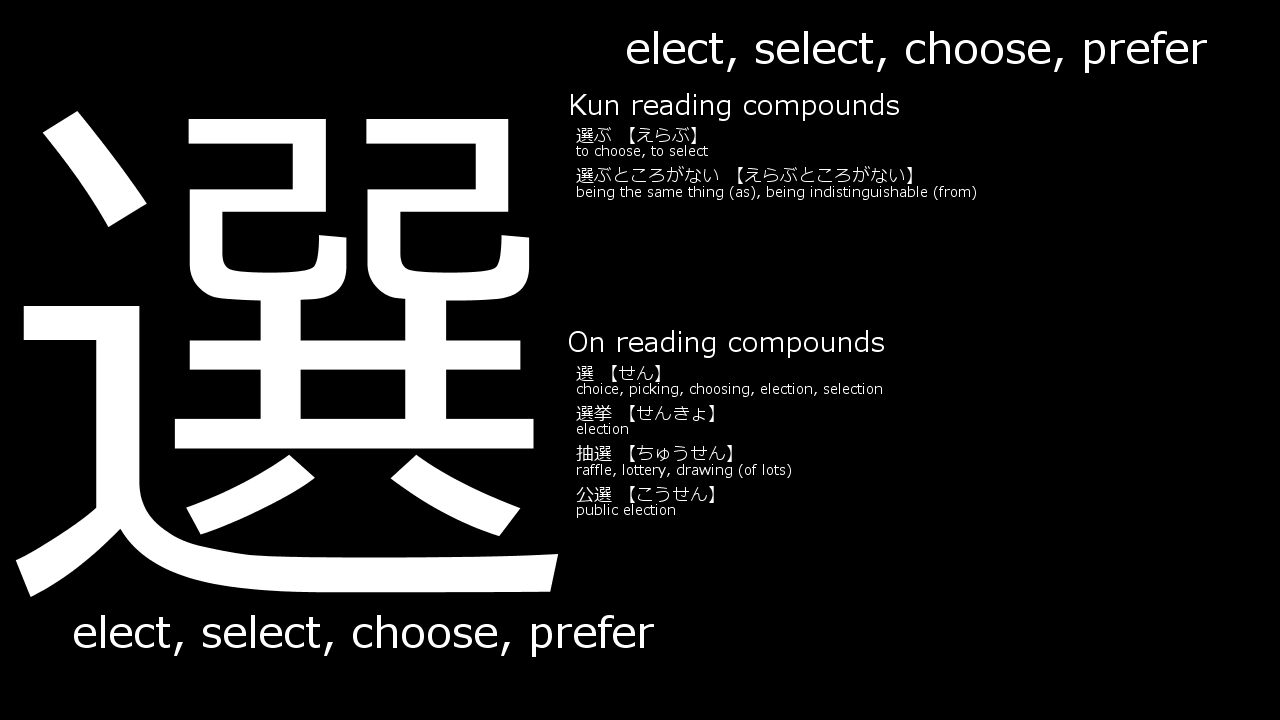 elect, select, choose, prefer
選
Kun reading compounds
選ぶ 【えらぶ】
to choose, to select
選ぶところがない 【えらぶところがない】
being the same thing (as), being indistinguishable (from)
On reading compounds
選 【せん】
choice, picking, choosing, election, selection
選挙 【せんきょ】
election
抽選 【ちゅうせん】
raffle, lottery, drawing (of lots)
公選 【こうせん】
public election
elect, select, choose, prefer